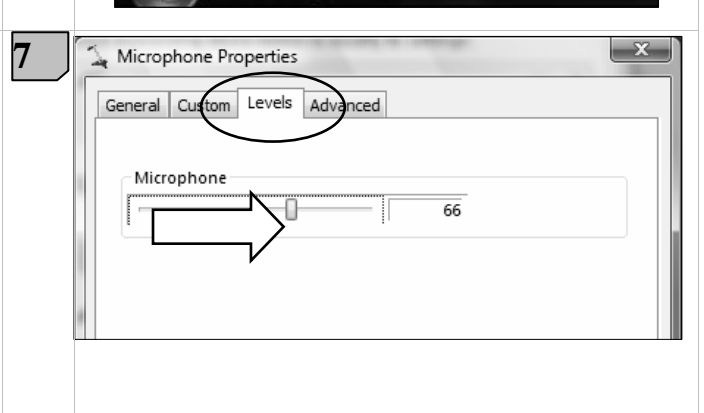 7
Microphone Properties
General Custom Levels Advanced
Microphone
66